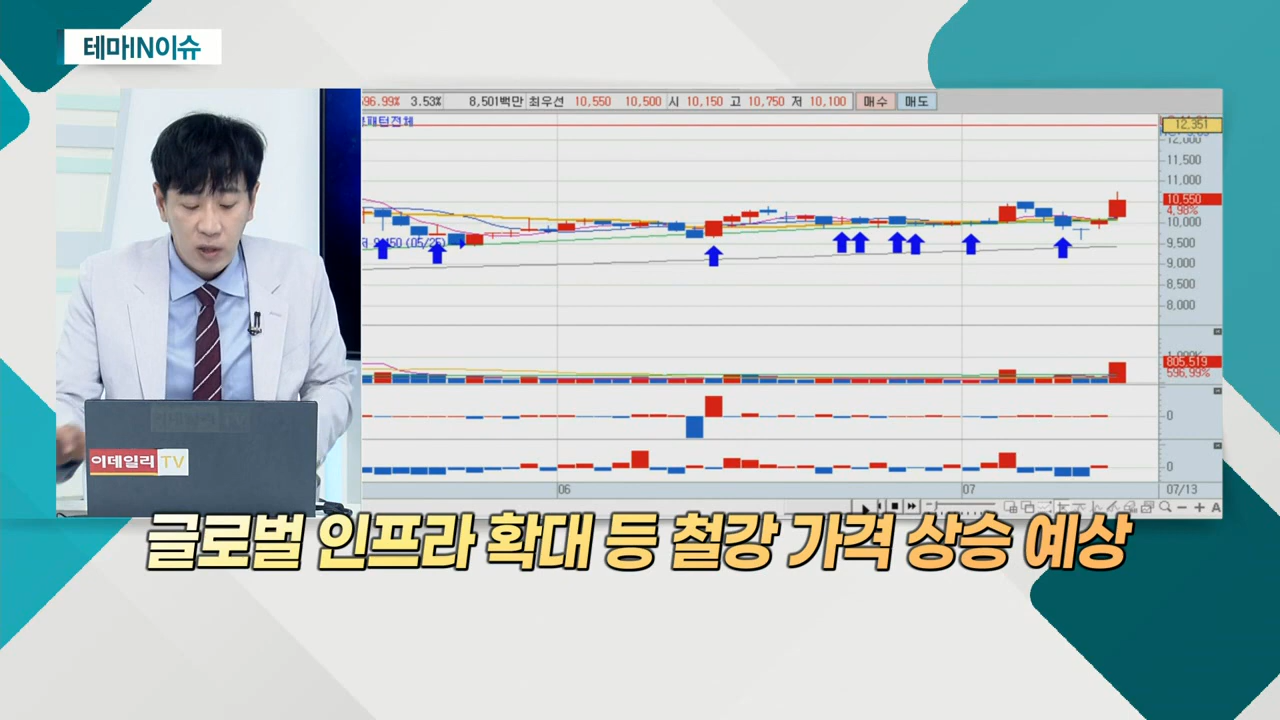 테마IN이슈
596.99% 3.53% 8,501백만 최우선 10,550 10,500 시 10,150 고 10,750 저 10,100 매수 매도
패턴전체
12,351
12,000
11,500
11,000
10,550
4.98%
10,000
9,500
9,000
8,500
8,000
1,000K
805,519
596,99%
0
0
이데일리TV
06 07 07/13
글로벌 인프라 확대 등 철강 가격 상승 예상